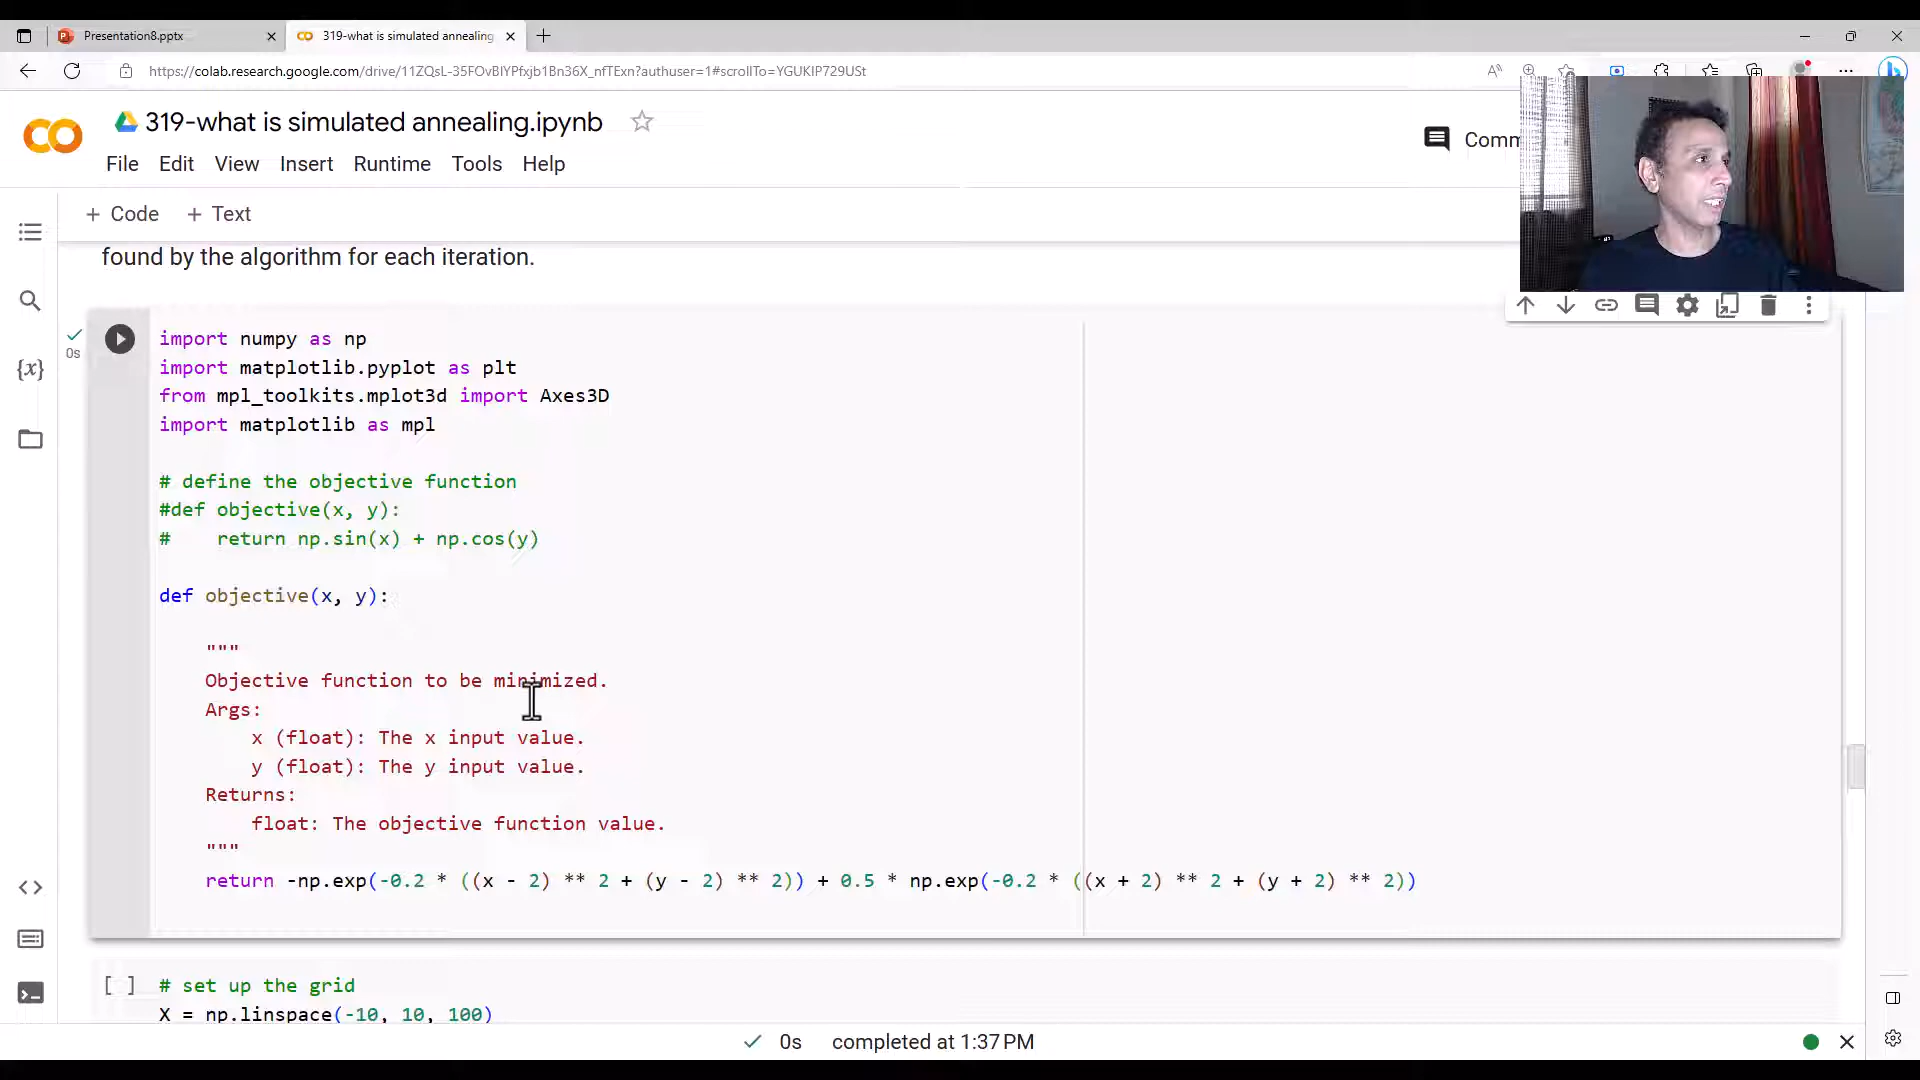 Presentation8.pptx
319-what is simulated annealing
https://colab.research.google.com/drive/11ZQsL-35FOvBlYPfxjb1Bn36X_nfTExn?authuser=1#scrollTo=YGUKIP729USt
319-what is simulated annealing.ipynb
Comm
File Edit View Insert Runtime Tools Help
+ Code + Text
found by the algorithm for each iteration.
0s
import numpy as np
import matplotlib.pyplot as plt
from mpl_toolkits.mplot3d import Axes3D
import matplotlib as mpl
# define the objective function
#def objective(x, y):
#    return np.sin(x) + np.cos(y)
def objective(x, y):
"""
Objective function to be minimized.
Args:
x (float): The x input value.
y (float): The y input value.
Returns:
float: The objective function value.
"""
return -np.exp(-0.2 * ((x - 2) ** 2 + (y - 2) ** 2)) + 0.5 * np.exp(-0.2 * ((x + 2) ** 2 + (y + 2) ** 2))
[ ] # set up the grid
X = np.linspace(-10, 10, 100)
0s completed at 1:37 PM